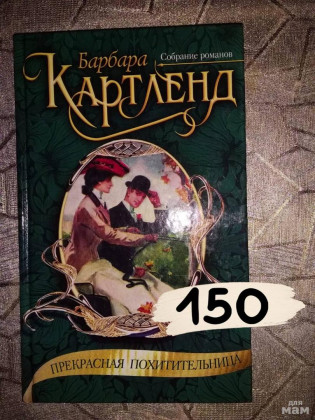 Барбара
Собрание романов
КАРТЛЕНД
150
ПРЕКРАСНАЯ ПОХИТИТЕЛЬНИЦА
для
мам